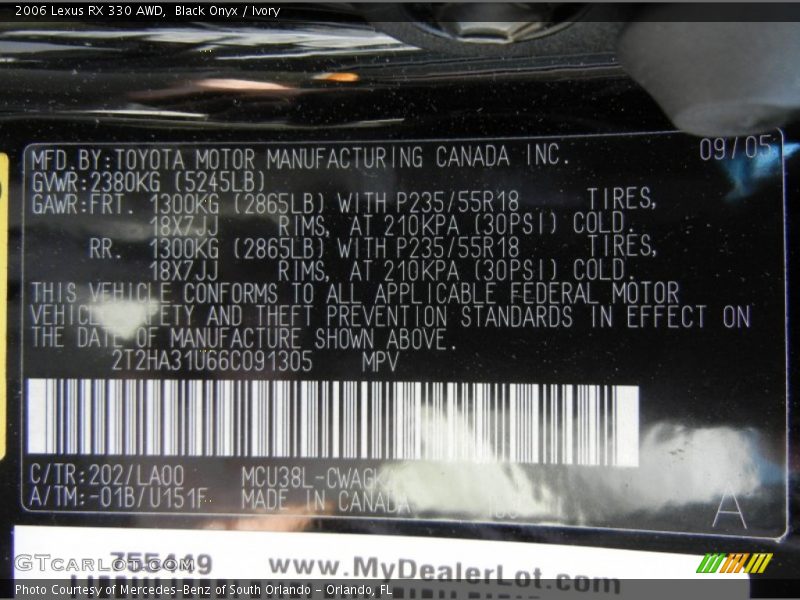 2006 Lexus RX 330 AWD, Black Onyx / Ivory
MFD.BY:TOYOTA MOTOR MANUFACTURING CANADA INC. 09/05
GVWR:2380KG (5245LB)
GAWR:FRT. 1300KG (2865LB) WITH P235/55R18 TIRES,
18X7JJ RIMS, AT 210KPA (30PSI) COLD.
RR. 1300KG (2865LB) WITH P235/55R18 TIRES,
18X7JJ RIMS, AT 210KPA (30PSI) COLD.
THIS VEHICLE CONFORMS TO ALL APPLICABLE FEDERAL MOTOR
AND THEFT PREVENTION STANDARDS IN EFFECT ON
THE DATE OF MANUFACTURE SHOWN ABOVE.
2T2HA31U66C091305 MPV
C/TR:202/LA00 MCU38L-CWAGK
A/TM:-01B/U151F MADE IN CANADA
A
755449 www.MyDealerLot.com
GTcarlot.com
Photo Courtesy of Mercedes-Benz of South Orlando - Orlando, FL